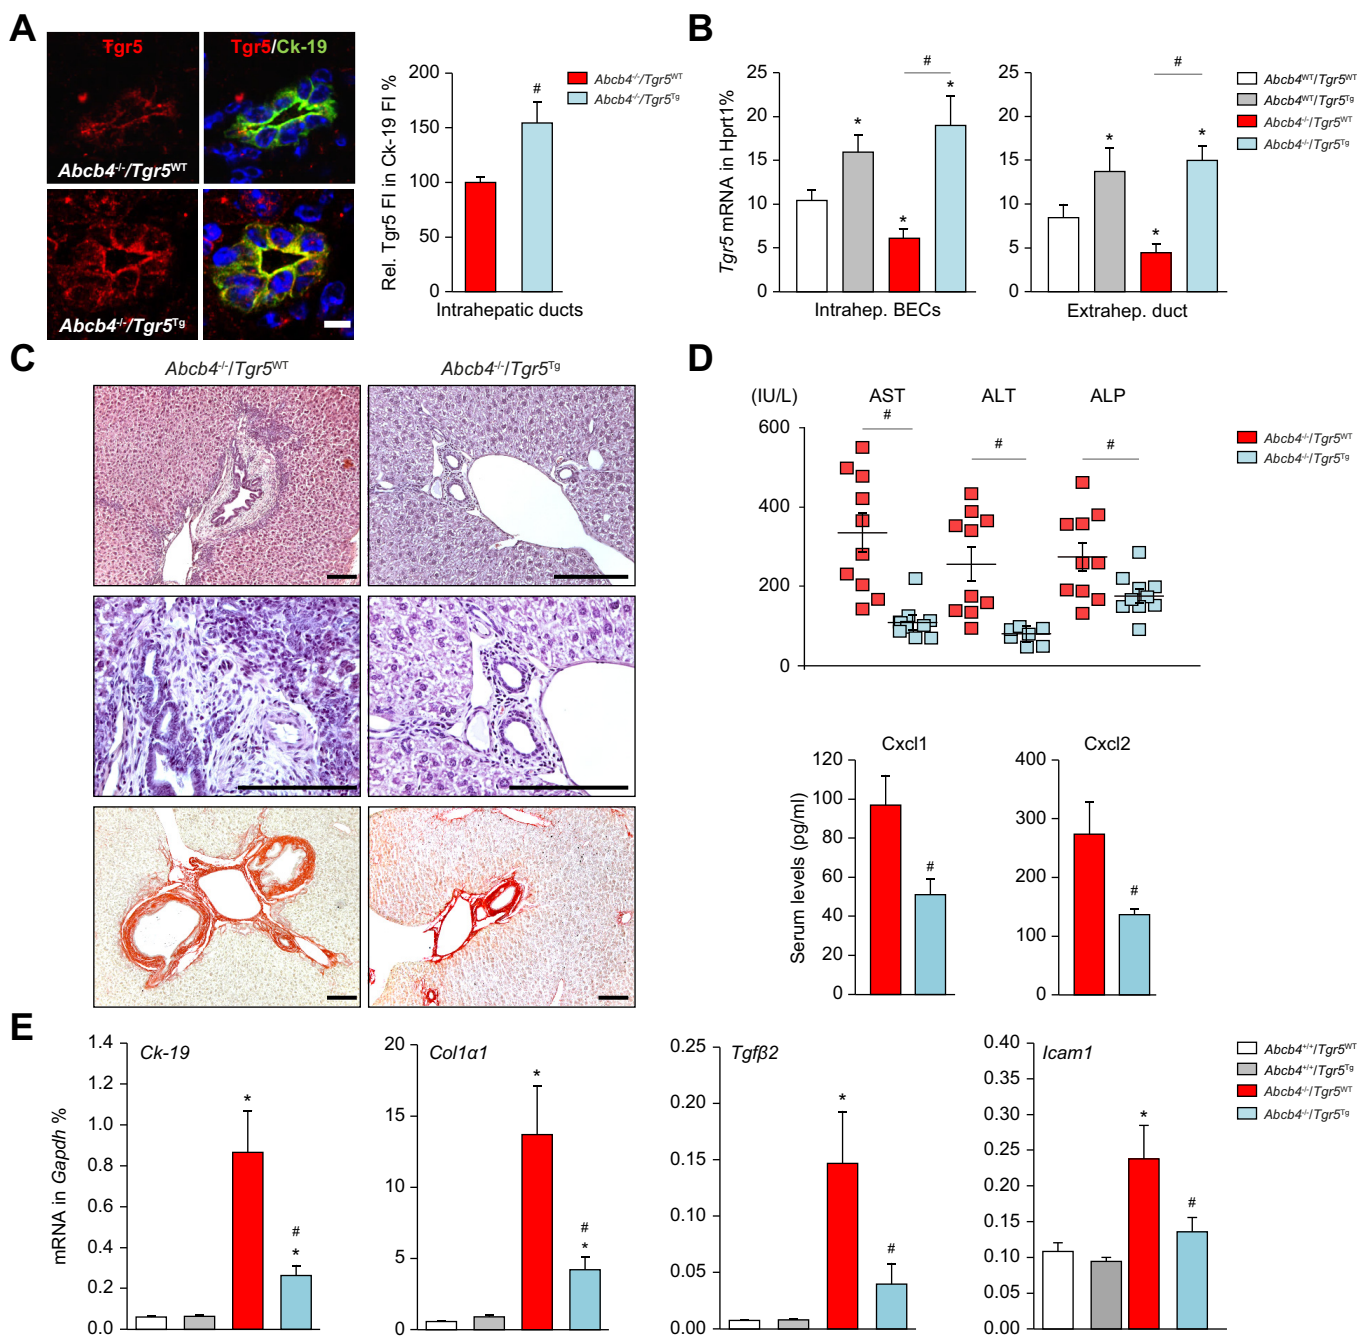 A
Tgr5
Tgr5/Ck-19
Abcb4-/-/Tgr5WT
Abcb4-/-/Tgr5Tg
Rel. Tgr5 FI in Ck-19 FI %
200
150
100
50
0
#
Intrahepatic ducts
Abcb4-/-/Tgr5WT
Abcb4-/-/Tgr5Tg
B
Tgr5 mRNA in Hprt1%
25
20
15
10
5
0
*
*
*
#
Intrahep. BECs
25
20
15
10
5
0
*
*
*
#
Extrahep. duct
Abcb4WT/Tgr5WT
Abcb4WT/Tgr5Tg
Abcb4-/-/Tgr5WT
Abcb4-/-/Tgr5Tg
C
Abcb4-/-/Tgr5WT
Abcb4-/-/Tgr5Tg
D
(IU/L)
AST
ALT
ALP
#
#
#
600
400
200
0
Abcb4-/-/Tgr5WT
Abcb4-/-/Tgr5Tg
Serum levels (pg/ml)
Cxcl1
120
100
80
60
40
20
0
#
Cxcl2
400
300
200
100
0
#
E
mRNA in Gapdh %
Ck-19
1.4
1.2
1.0
0.8
0.6
0.4
0.2
0.0
*
#
*
Col1α1
20
15
10
5
0
*
#
*
Tgfβ2
0.25
0.20
0.15
0.10
0.05
0.00
*
#
Icam1
0.40
0.35
0.30
0.25
0.20
0.15
0.10
0.05
0.00
*
#
Abcb4+/+/Tgr5WT
Abcb4+/+/Tgr5Tg
Abcb4-/-/Tgr5WT
Abcb4-/-/Tgr5Tg